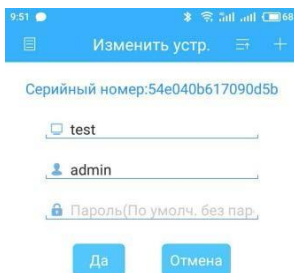 9:51 68
Изменить устр.
Серийный номер:54e040b617090d5b
test
admin
Пароль(По умолч. без пар
Да Отмена